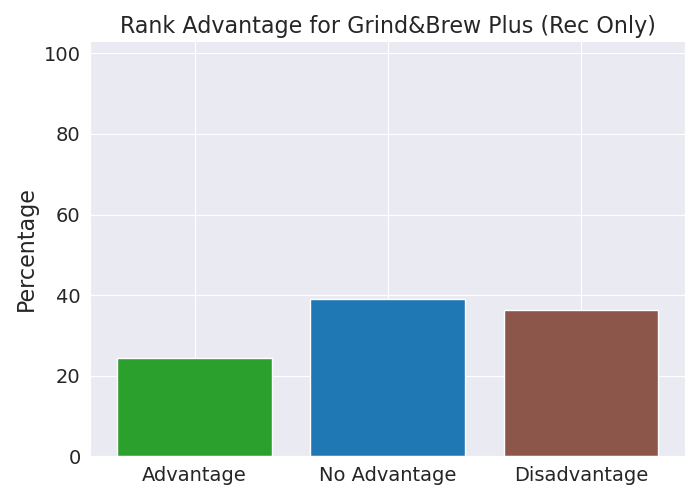 Rank Advantage for Grind&Brew Plus (Rec Only)
100
80
60
40
20
0
Percentage
Advantage
No Advantage
Disadvantage